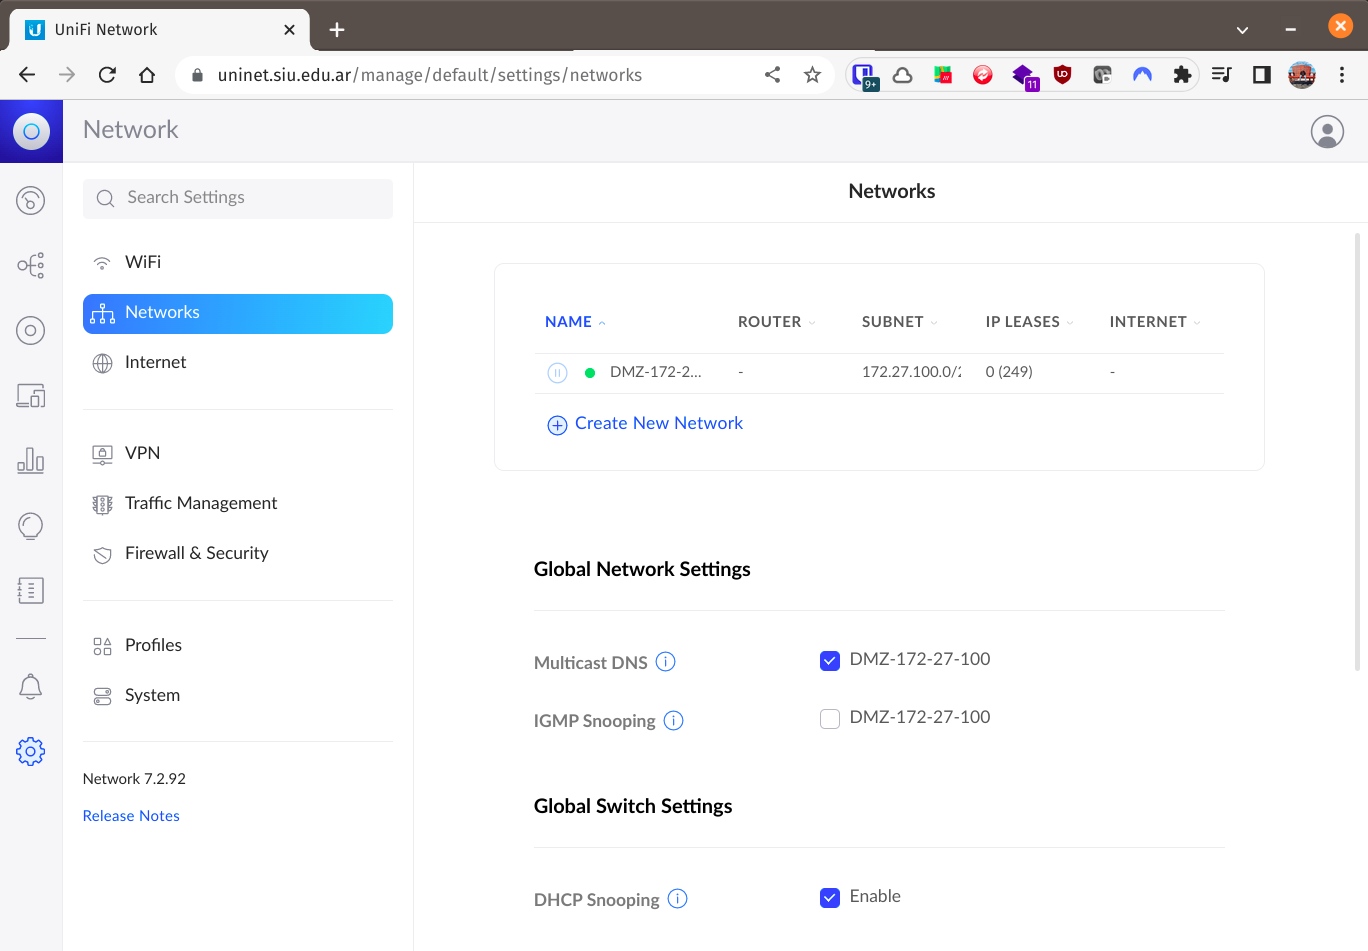 UniFi Network
uninet.siu.edu.ar/manage/default/settings/networks
9+
11
Network
Search Settings
WiFi
Networks
Internet
VPN
Traffic Management
Firewall & Security
Profiles
System
Network 7.2.92
Release Notes
Networks
NAME ROUTER SUBNET IP LEASES INTERNET
DMZ-172-2... - 172.27.100.0/2 0 (249) -
Create New Network
Global Network Settings
Multicast DNS DMZ-172-27-100
IGMP Snooping DMZ-172-27-100
Global Switch Settings
DHCP Snooping Enable